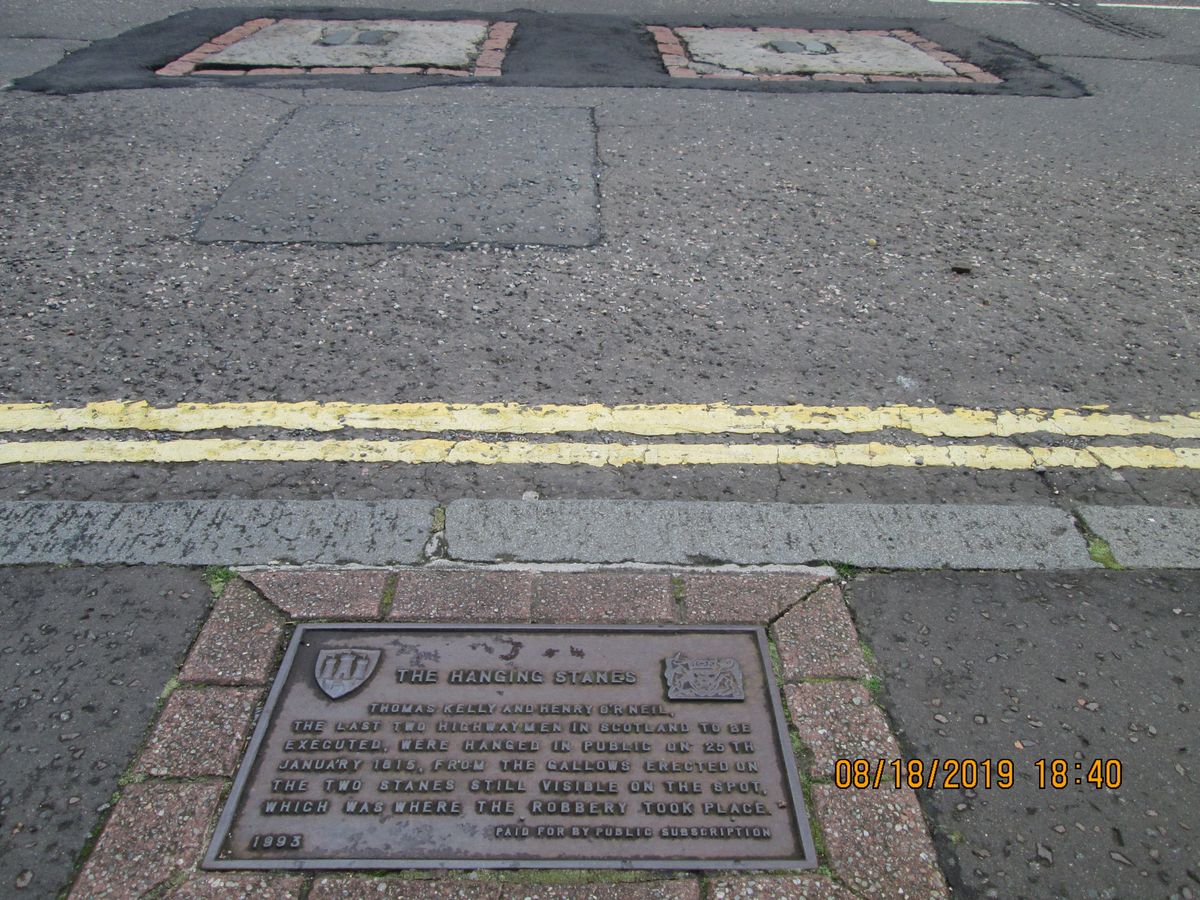 THE HANGING STANES
THOMAS KELLY AND HENRY O'R NEIL,
THE LAST TWO HIGHWAYMEN IN SCOTLAND TO BE
EXECUTED, WERE HANGED IN PUBLIC ON 25TH
JANUARY 1815, FROM THE GALLOWS ERECTED ON
THE TWO STANES STILL VISIBLE ON THE SPOT,
WHICH WAS WHERE THE ROBBERY TOOK PLACE.
PAID FOR BY PUBLIC SUBSCRIPTION
1993
08/18/2019 18:40